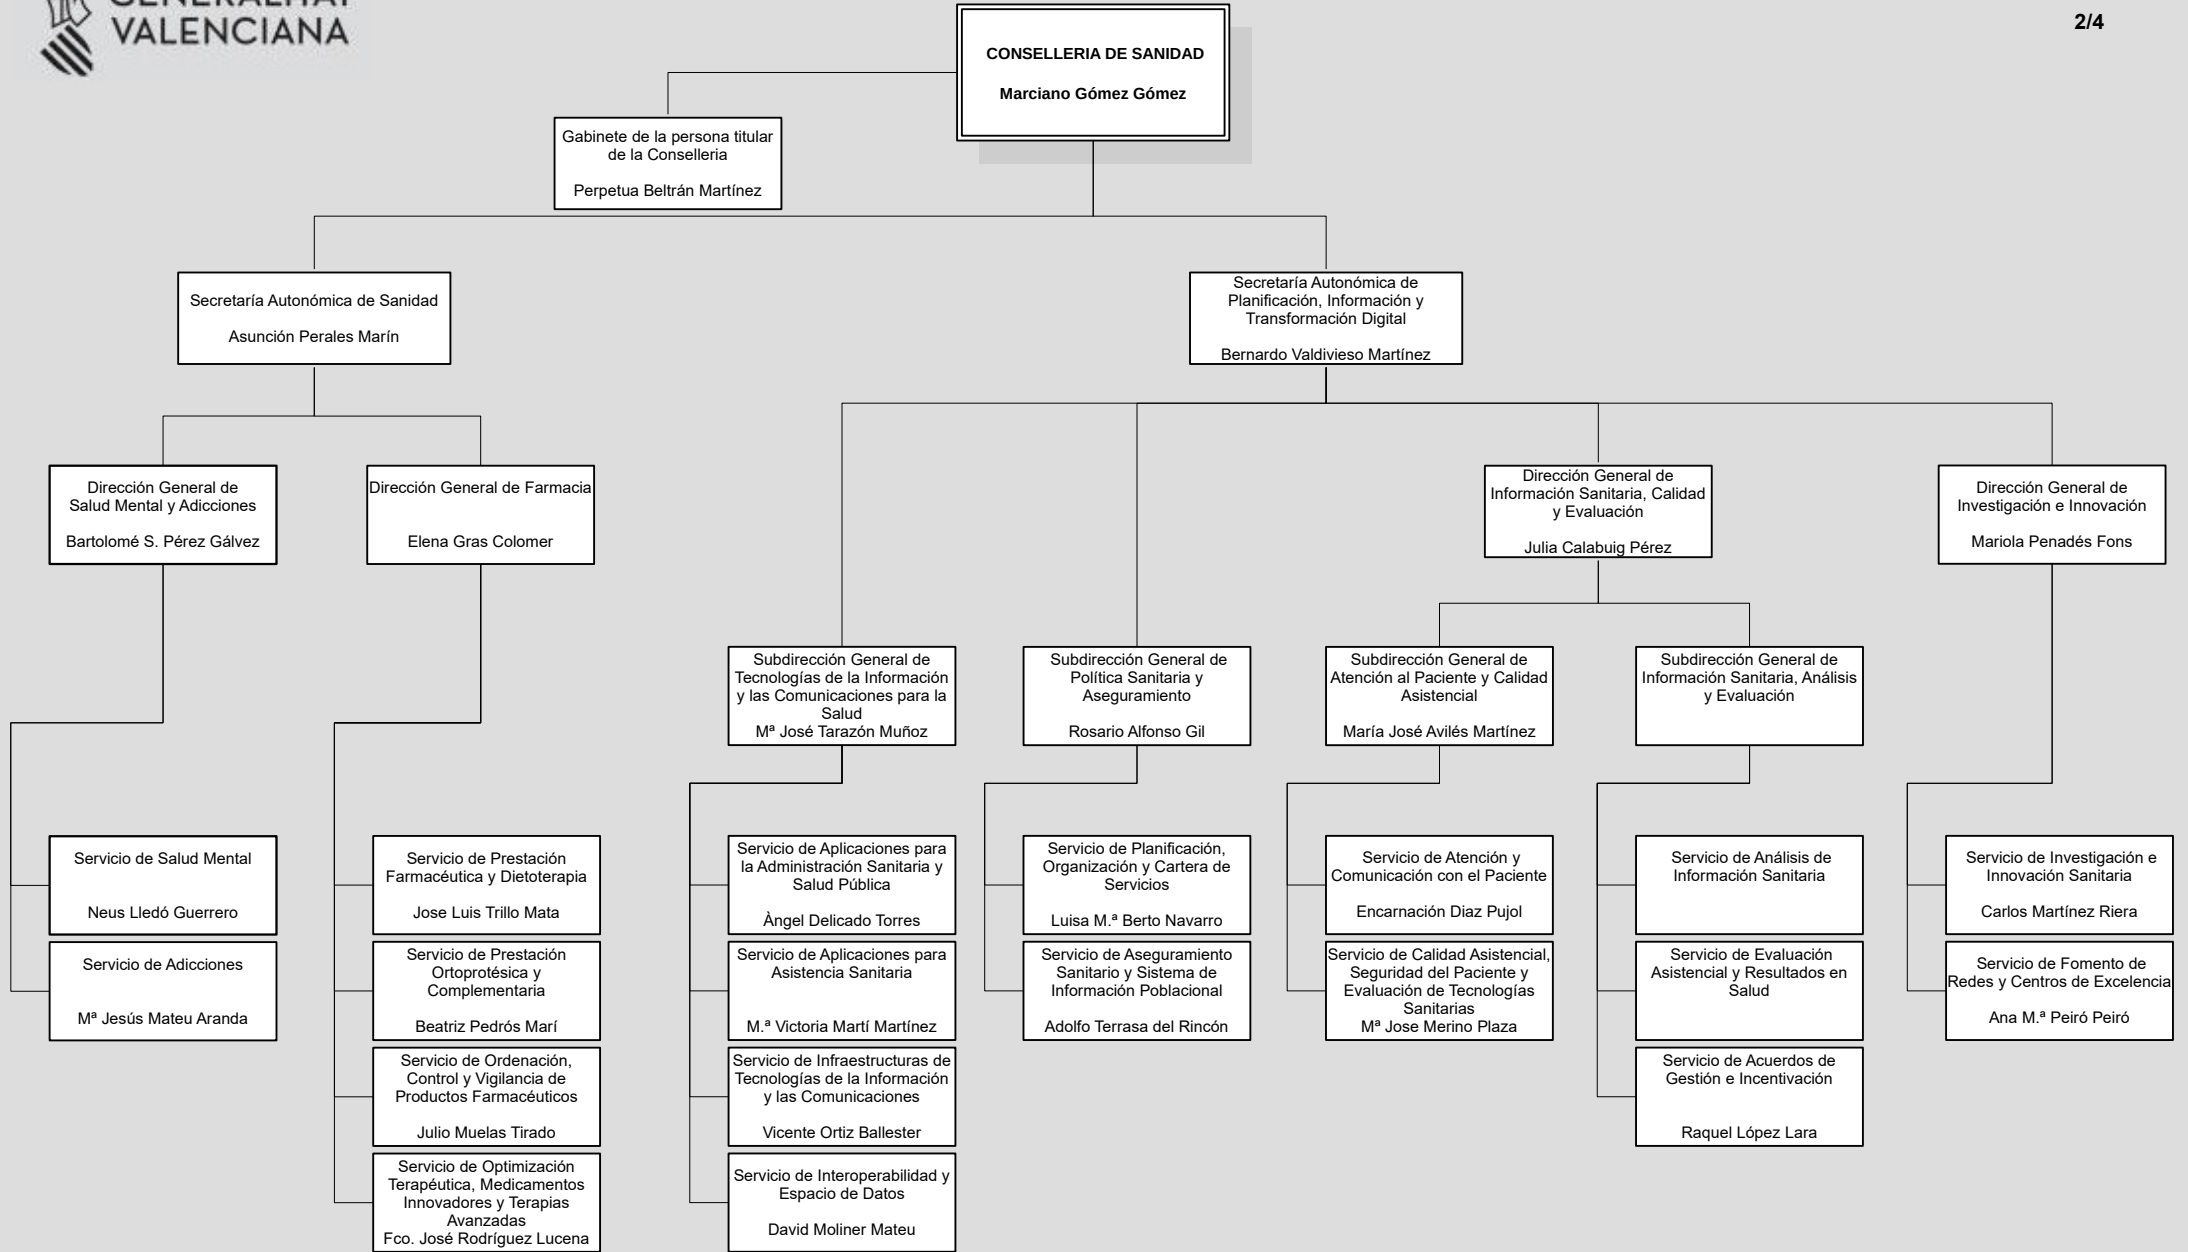 GENERALITAT
VALENCIANA
2/4
CONSELLERIA DE SANIDAD
Marciano Gómez Gómez
Gabinete de la persona titular
de la Conselleria
Perpetua Beltrán Martínez
Secretaría Autonómica de Sanidad
Asunción Perales Marín
Secretaría Autonómica de
Planificación, Información y
Transformación Digital
Bernardo Valdivieso Martínez
Dirección General de
Salud Mental y Adicciones
Bartolomé S. Pérez Gálvez
Dirección General de Farmacia
Elena Gras Colomer
Dirección General de
Información Sanitaria, Calidad
y Evaluación
Julia Calabuig Pérez
Dirección General de
Investigación e Innovación
Mariola Penadés Fons
Subdirección General de
Tecnologías de la Información
y las Comunicaciones para la
Salud
Mª José Tarazón Muñoz
Subdirección General de
Política Sanitaria y
Aseguramiento
Rosario Alfonso Gil
Subdirección General de
Atención al Paciente y Calidad
Asistencial
María José Avilés Martínez
Subdirección General de
Información Sanitaria, Análisis
y Evaluación
Servicio de Salud Mental
Neus Lledó Guerrero
Servicio de Adicciones
Mª Jesús Mateu Aranda
Servicio de Prestación
Farmacéutica y Dietoterapia
Jose Luis Trillo Mata
Servicio de Prestación
Ortoprotésica y
Complementaria
Beatriz Pedrós Marí
Servicio de Ordenación,
Control y Vigilancia de
Productos Farmacéuticos
Julio Muelas Tirado
Servicio de Optimización
Terapéutica, Medicamentos
Innovadores y Terapias
Avanzadas
Fco. José Rodríguez Lucena
Servicio de Aplicaciones para
la Administración Sanitaria y
Salud Pública
Àngel Delicado Torres
Servicio de Aplicaciones para
Asistencia Sanitaria
M.ª Victoria Martí Martínez
Servicio de Infraestructuras de
Tecnologías de la Información
y las Comunicaciones
Vicente Ortiz Ballester
Servicio de Interoperabilidad y
Espacio de Datos
David Moliner Mateu
Servicio de Planificación,
Organización y Cartera de
Servicios
Luisa M.ª Berto Navarro
Servicio de Aseguramiento
Sanitario y Sistema de
Información Poblacional
Adolfo Terrasa del Rincón
Servicio de Atención y
Comunicación con el Paciente
Encarnación Diaz Pujol
Servicio de Calidad Asistencial,
Seguridad del Paciente y
Evaluación de Tecnologías
Sanitarias
Mª Jose Merino Plaza
Servicio de Análisis de
Información Sanitaria
Servicio de Evaluación
Asistencial y Resultados en
Salud
Servicio de Acuerdos de
Gestión e Incentivación
Raquel López Lara
Servicio de Investigación e
Innovación Sanitaria
Carlos Martínez Riera
Servicio de Fomento de
Redes y Centros de Excelencia
Ana M.ª Peiró Peiró